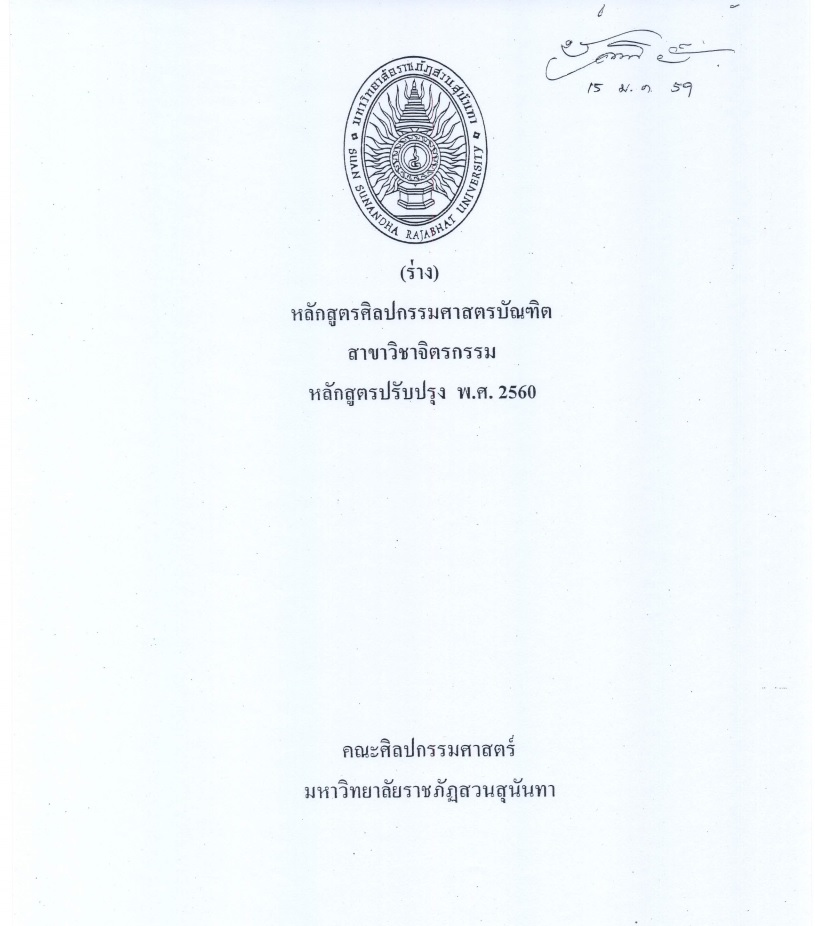 15 ม.ค. 59
มหาวิทยาลัยราชภัฏสวนสุนันทา
SUAN SUNANDHA RAJABHAT UNIVERSITY
(ร่าง)
หลักสูตรศิลปกรรมศาสตรบัณฑิต
สาขาวิชาจิตรกรรม
หลักสูตรปรับปรุง พ.ศ. 2560
คณะศิลปกรรมศาสตร์
มหาวิทยาลัยราชภัฏสวนสุนันทา